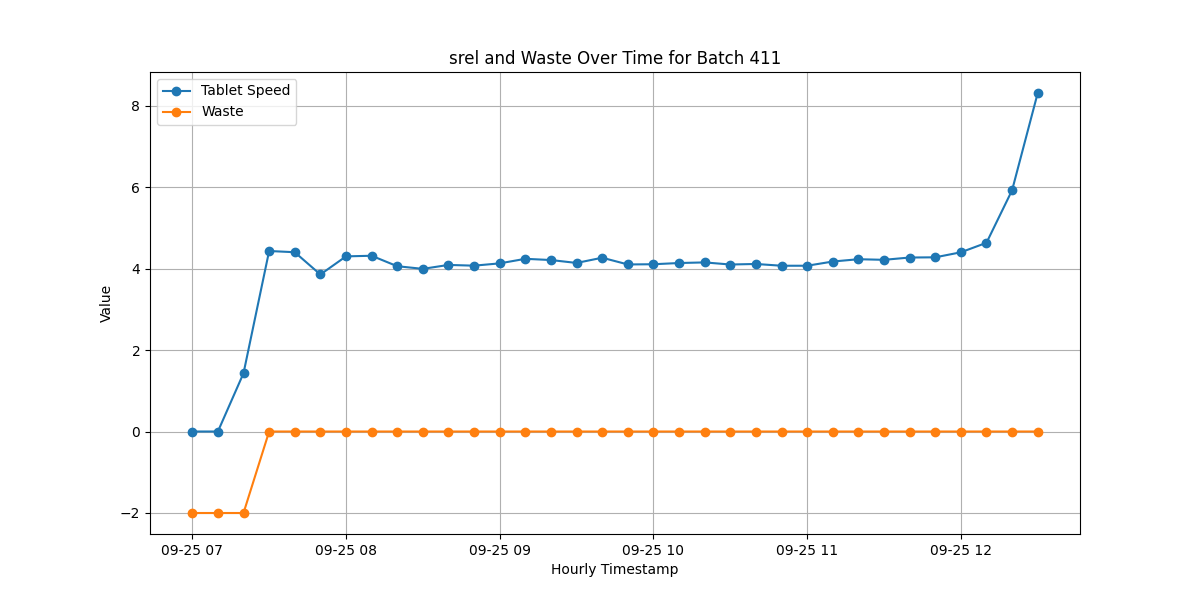 srel and Waste Over Time for Batch 411
Tablet Speed
Waste
Value
8
6
4
2
0
−2
09-25 07
09-25 08
09-25 09
09-25 10
09-25 11
09-25 12
Hourly Timestamp